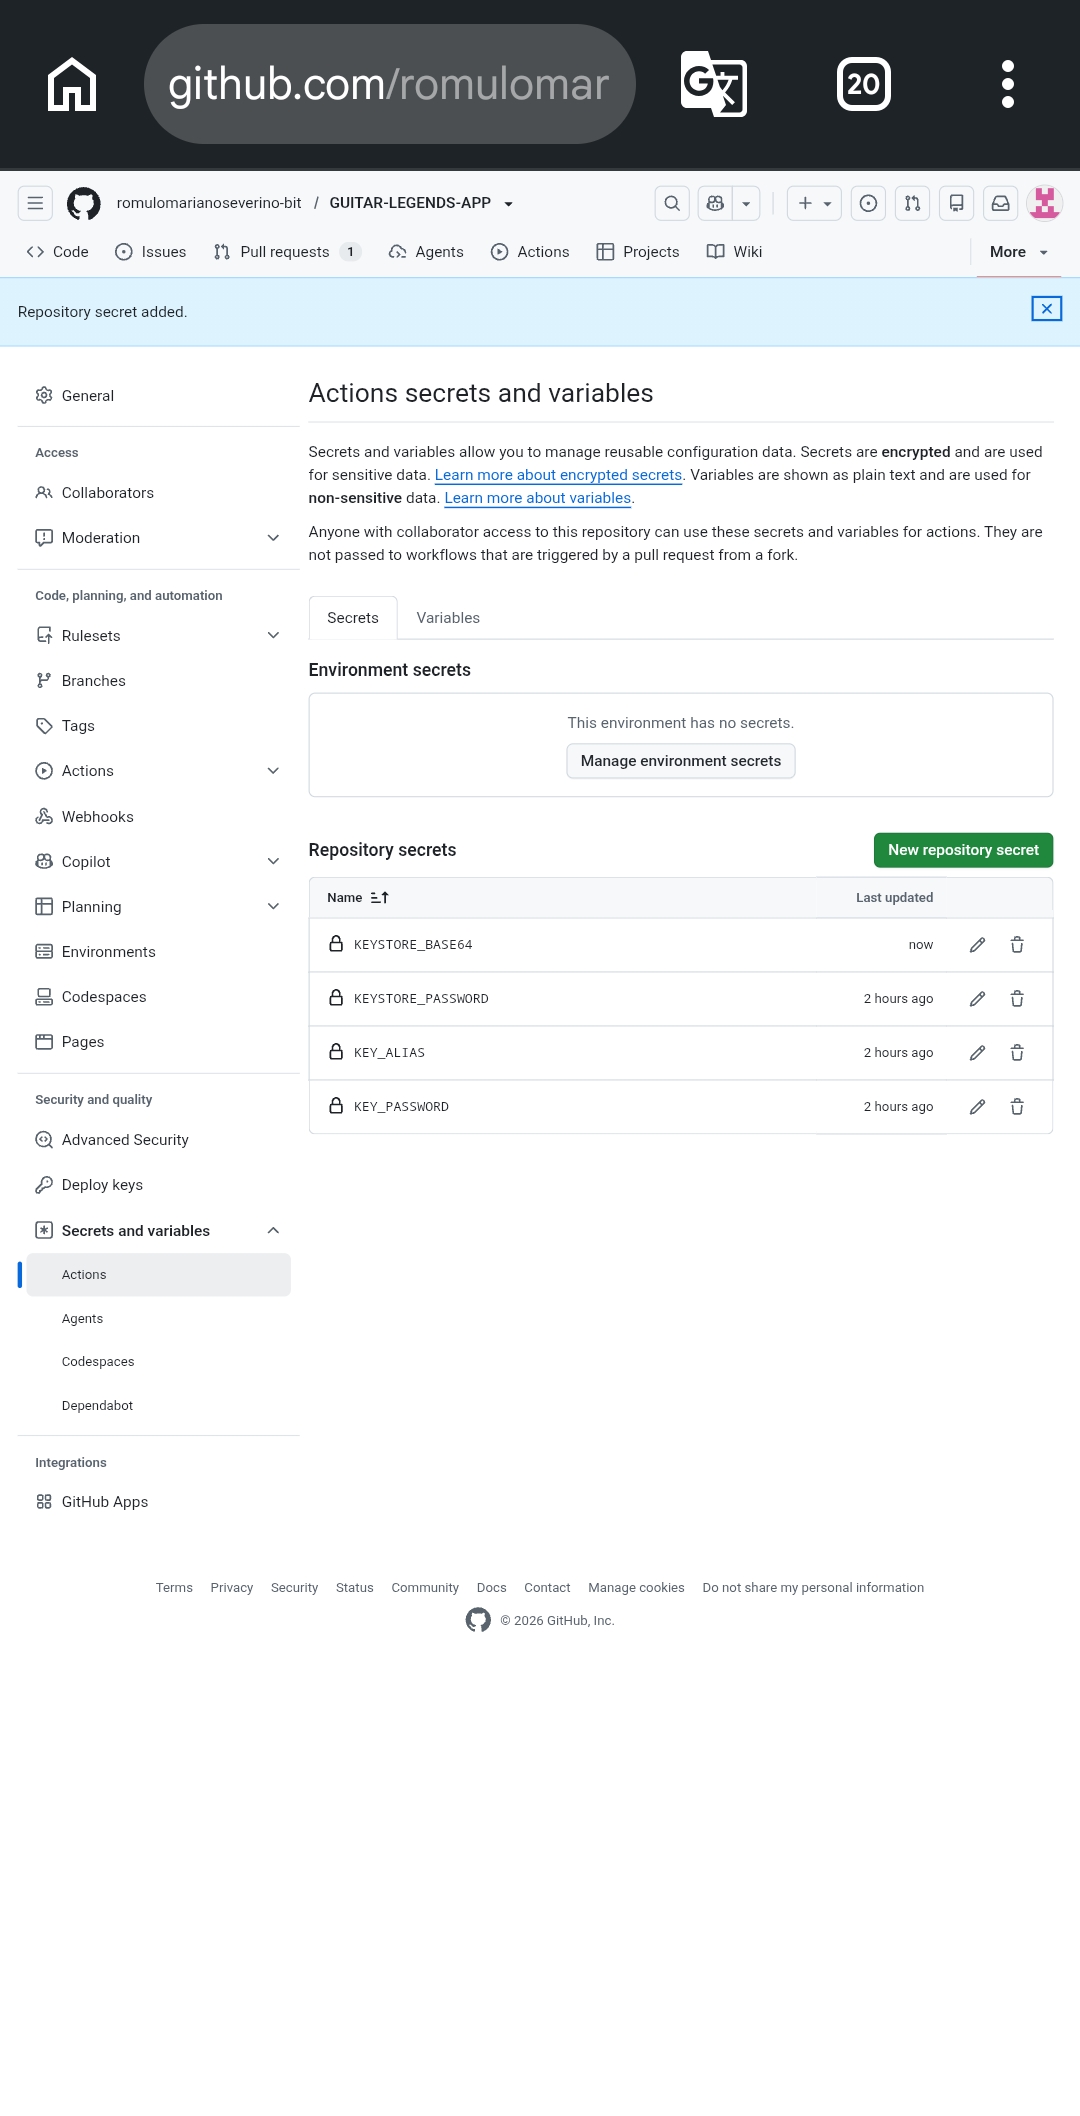 github.com/romulomar
20
romulomarianoseverino-bit / GUITAR-LEGENDS-APP
Code Issues Pull requests 1 Agents Actions Projects Wiki More
Repository secret added.
General
Access
Collaborators
Moderation
Code, planning, and automation
Rulesets
Branches
Tags
Actions
Webhooks
Copilot
Planning
Environments
Codespaces
Pages
Security and quality
Advanced Security
Deploy keys
Secrets and variables
Actions
Agents
Codespaces
Dependabot
Integrations
GitHub Apps
Actions secrets and variables
Secrets and variables allow you to manage reusable configuration data. Secrets are encrypted and are used
for sensitive data. Learn more about encrypted secrets. Variables are shown as plain text and are used for
non-sensitive data. Learn more about variables.
Anyone with collaborator access to this repository can use these secrets and variables for actions. They are
not passed to workflows that are triggered by a pull request from a fork.
Secrets Variables
Environment secrets
This environment has no secrets.
Manage environment secrets
Repository secrets New repository secret
Name Last updated
KEYSTORE_BASE64 now
KEYSTORE_PASSWORD 2 hours ago
KEY_ALIAS 2 hours ago
KEY_PASSWORD 2 hours ago
Terms Privacy Security Status Community Docs Contact Manage cookies Do not share my personal information
© 2026 GitHub, Inc.